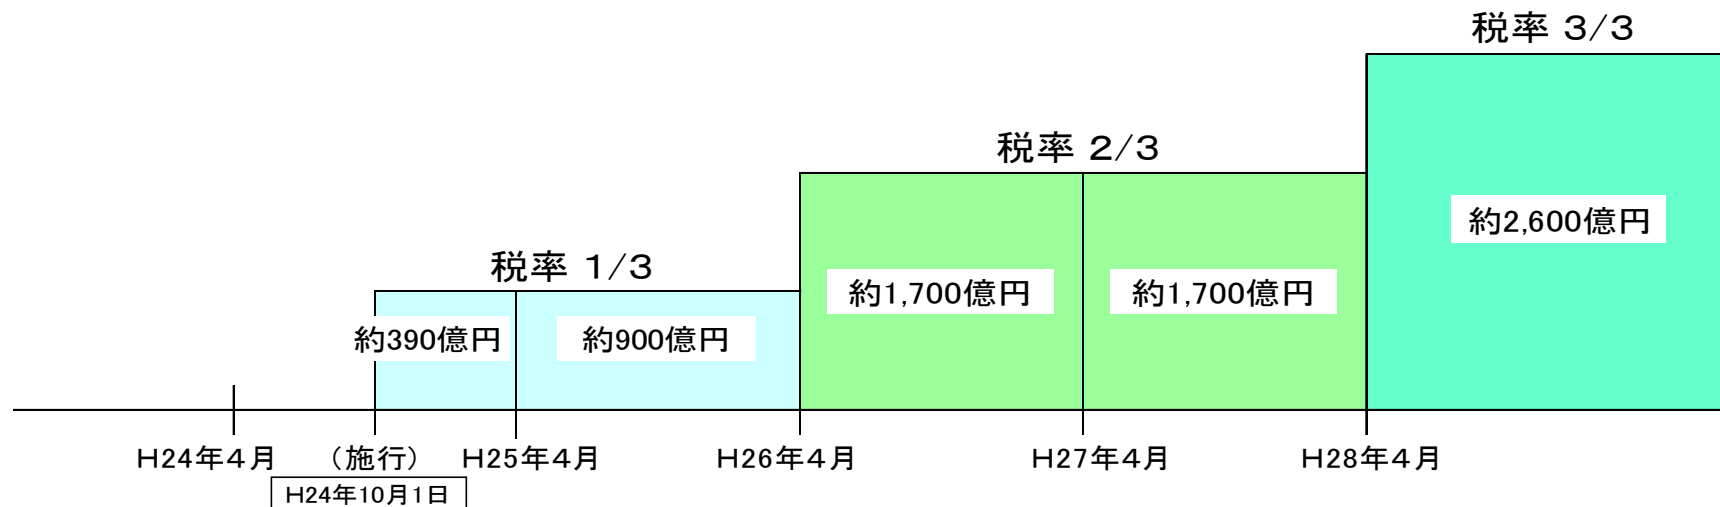 税率 3/3
税率 2/3
約2,600億円
税率 1/3
約1,700億円
約1,700億円
約390億円
約900億円
H24年4月
（施行）
H25年4月
H26年4月
H27年4月
H28年4月
H24年10月1日